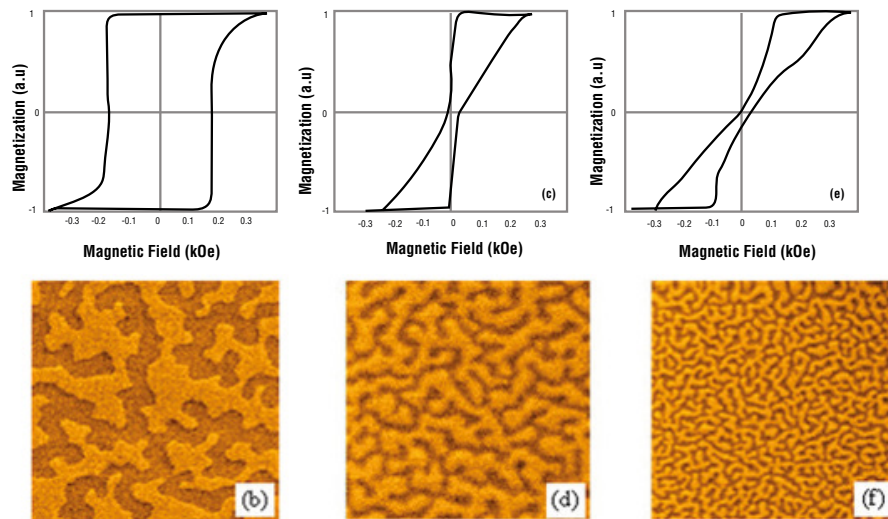 Magnetization (a.u)
1
0
-1
-0.3 -0.2 -0.1 0 0.1 0.2 0.3
Magnetic Field (kOe)
Magnetization (a.u)
1
0
-1
(c)
-0.3 -0.2 -0.1 0 0.1 0.2 0.3
Magnetic Field (kOe)
Magnetization (a.u)
1
0
-1
(e)
-0.3 -0.2 -0.1 0 0.1 0.2 0.3
Magnetic Field (kOe)
(b)
(d)
(f)